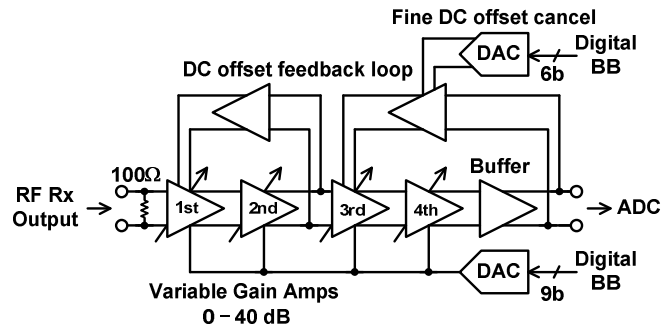 Fine DC offset cancel
DAC
6b
Digital
BB
DC offset feedback loop
100Ω
RF Rx
Output
1st
2nd
3rd
4th
Buffer
ADC
Variable Gain Amps
0 – 40 dB
DAC
9b
Digital
BB